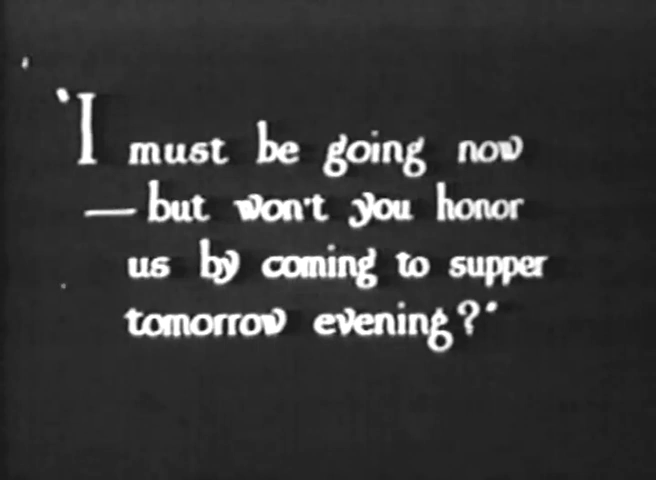 'I must be going now
— but won't you honor
us by coming to supper
tomorrow evening?'